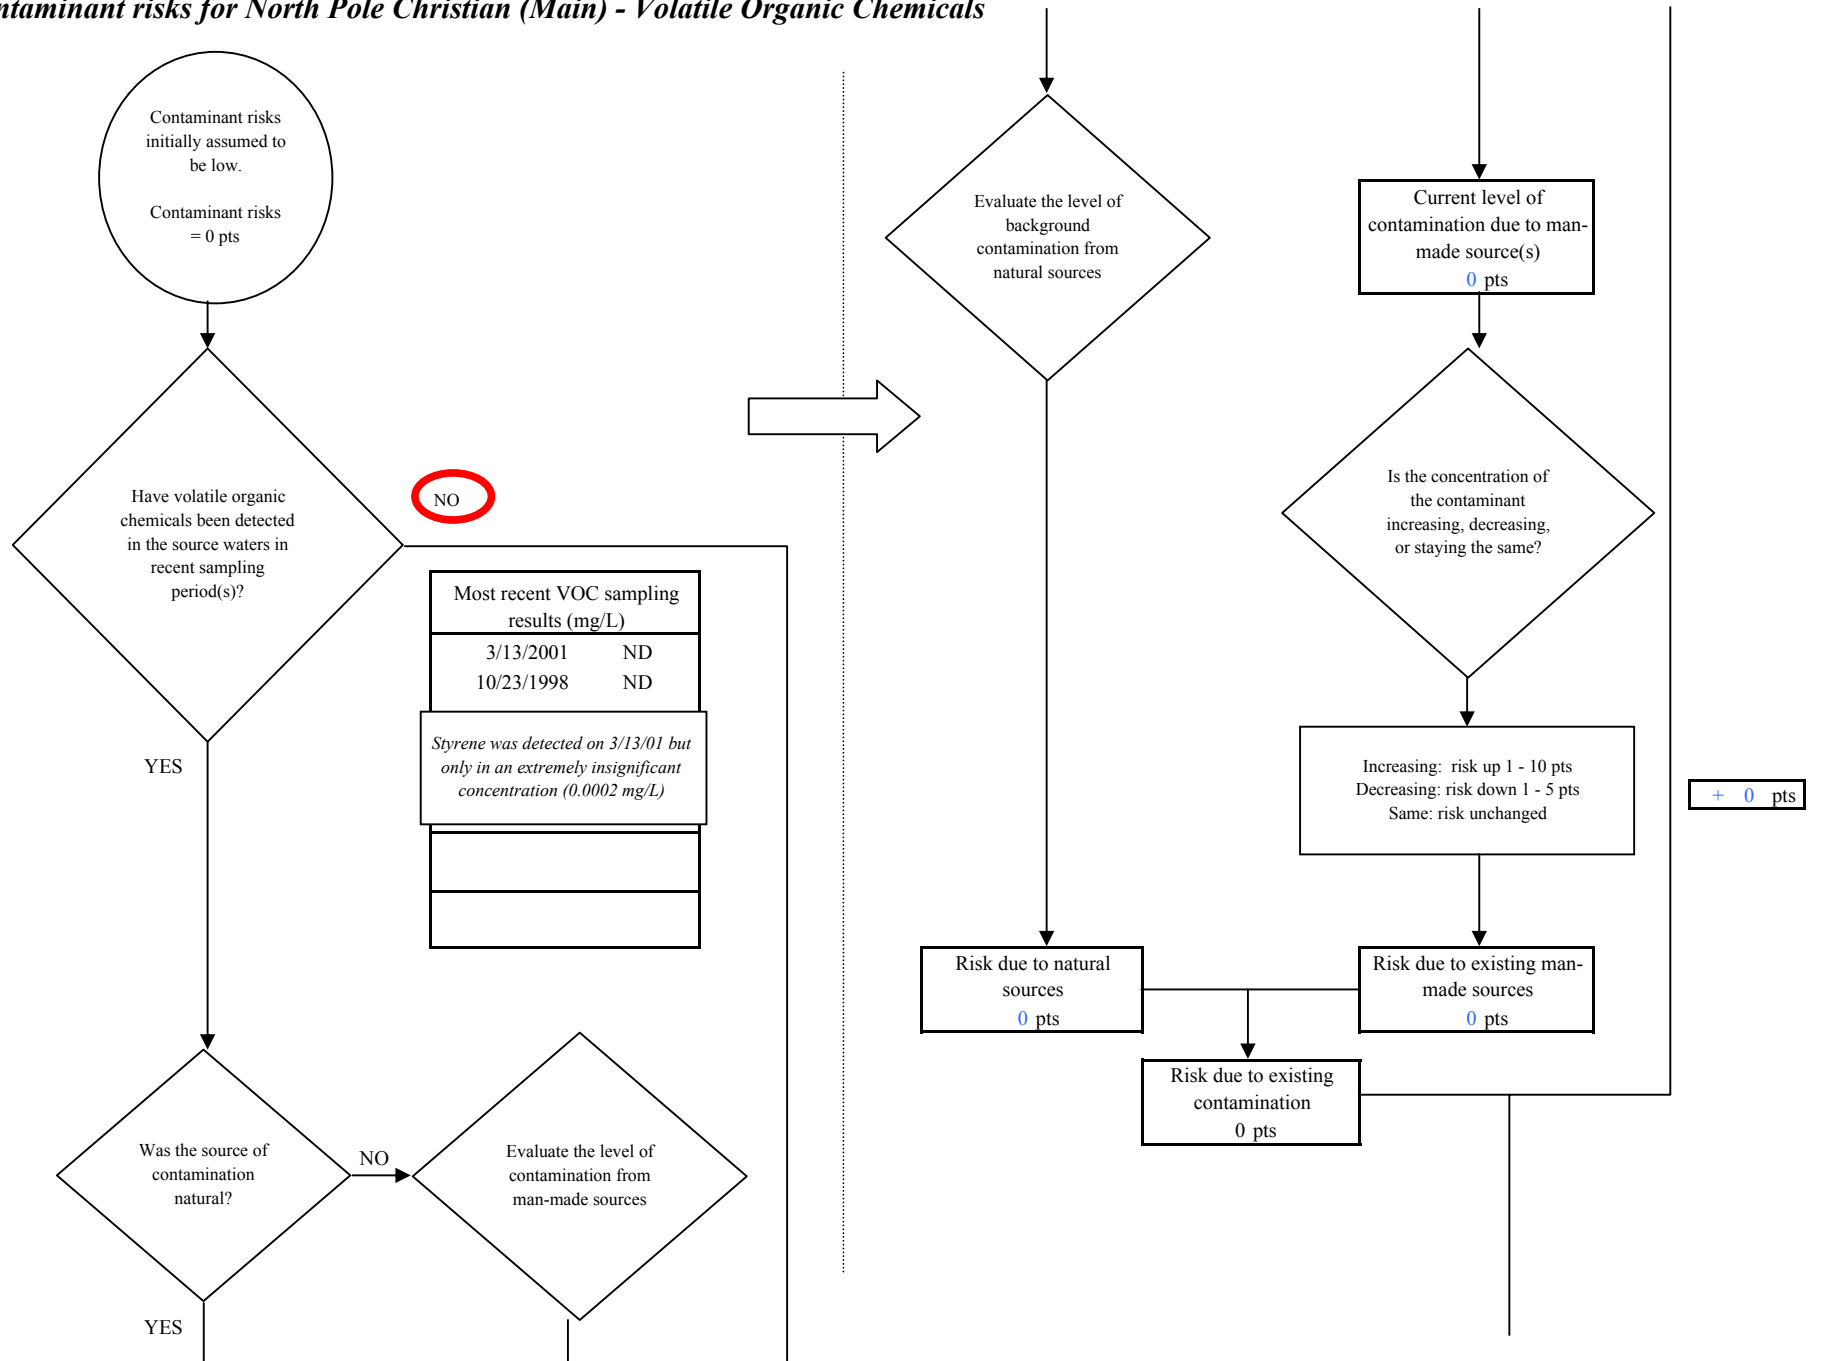 ntaminant risks for North Pole Christian (Main) - Volatile Organic Chemicals
Contaminant risks
initially assumed to
be low.
Contaminant risks
= 0 pts
Have volatile organic
chemicals been detected
in the source waters in
recent sampling
period(s)?
NO
YES
Most recent VOC sampling
results (mg/L)
3/13/2001 ND
10/23/1998 ND
Styrene was detected on 3/13/01 but
only in an extremely insignificant
concentration (0.0002 mg/L)
Was the source of
contamination
natural?
NO
YES
Evaluate the level of
contamination from
man-made sources
Evaluate the level of
background
contamination from
natural sources
Current level of
contamination due to man-
made source(s)
0 pts
Is the concentration of
the contaminant
increasing, decreasing,
or staying the same?
Increasing: risk up 1 - 10 pts
Decreasing: risk down 1 - 5 pts
Same: risk unchanged
+ 0 pts
Risk due to natural
sources
0 pts
Risk due to existing man-
made sources
0 pts
Risk due to existing
contamination
0 pts